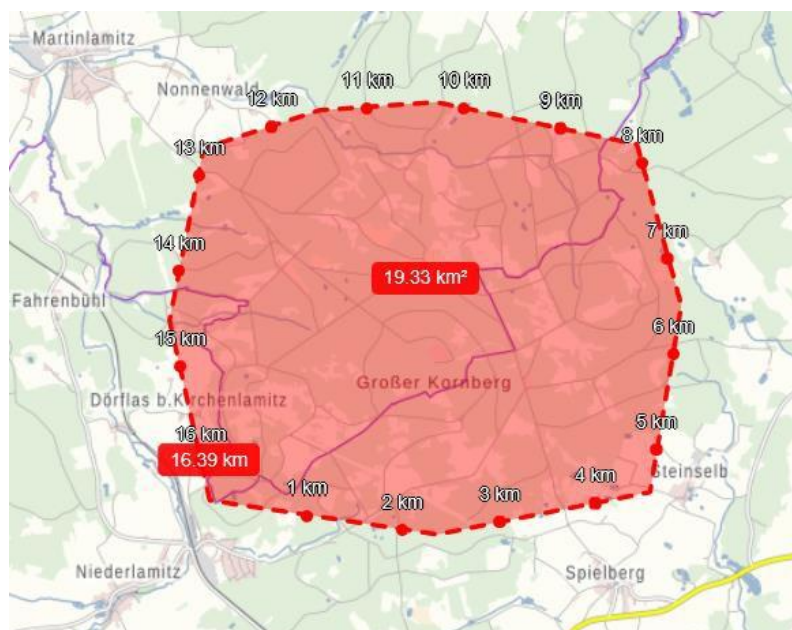 Martinlamitz
Nonnenwald
11 km
10 km
12 km
9 km
8 km
13 km
7 km
14 km
19.33 km²
Fahrenbühl
6 km
15 km
Großer Kornberg
Dörflas b.Kirchenlamitz
16 km
5 km
16.39 km
Steinselb
4 km
1 km
3 km
2 km
Niederlamitz
Spielberg